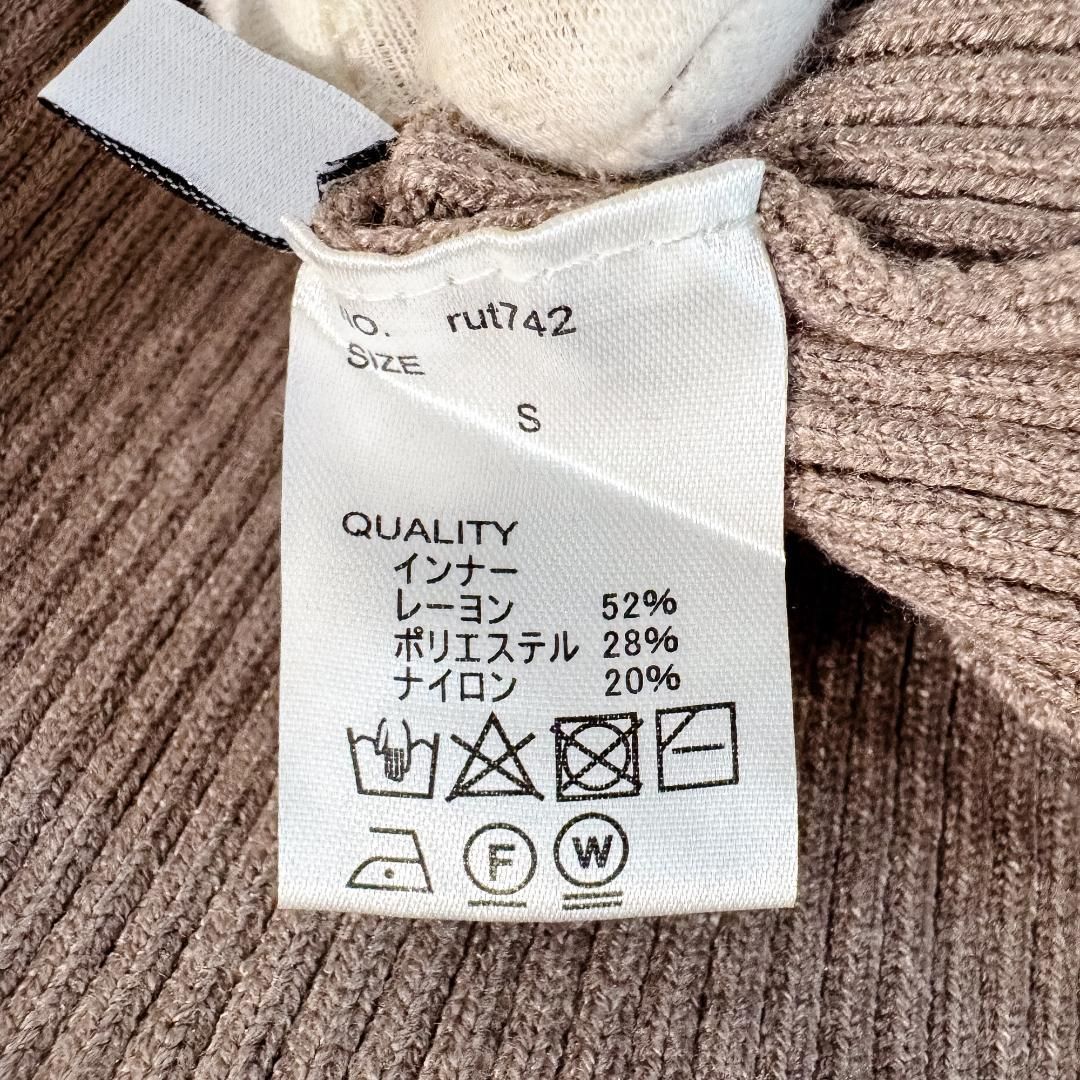 No. rut742
SIZE
S
QUALITY
インナー
レーヨン 52%
ポリエステル 28%
ナイロン 20%
F W